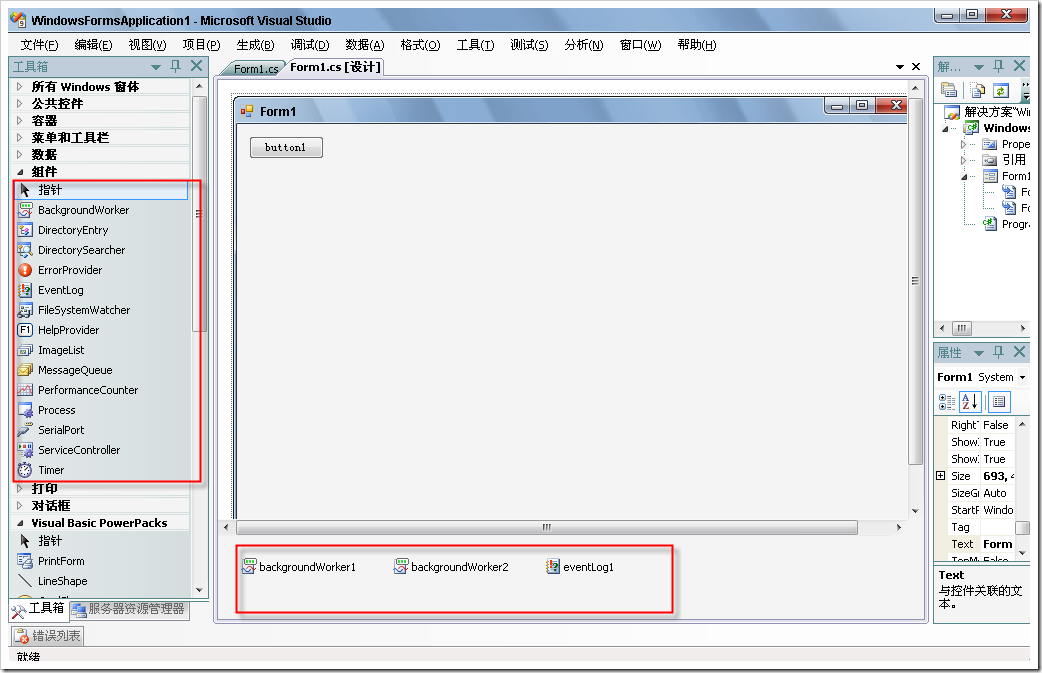 WindowsFormsApplication1 - Microsoft Visual Studio
文件(F) 编辑(E) 视图(V) 项目(P) 生成(B) 调试(D) 数据(A) 格式(O) 工具(T) 测试(S) 分析(N) 窗口(W) 帮助(H)
工具箱
所有 Windows 窗体
公共控件
容器
菜单和工具栏
数据
组件
指针
BackgroundWorker
DirectoryEntry
DirectorySearcher
ErrorProvider
EventLog
FileSystemWatcher
HelpProvider
ImageList
MessageQueue
PerformanceCounter
Process
SerialPort
ServiceController
Timer
打印
对话框
Visual Basic PowerPacks
指针
PrintForm
LineShape
工具箱 服务器资源管理器
错误列表
就绪
Form1.cs Form1.cs [设计]
Form1
button1
backgroundWorker1 backgroundWorker2 eventLog1
解...
解决方案"Wi
Windows
Prope
引用
Form1
Fo
Fo
Progr
属性
Form1 System
Right False
Show: True
Show: True
Size 693, 4
SizeG Auto
StartF Windo
Tag
Text Form
Text
与控件关联的文
本。